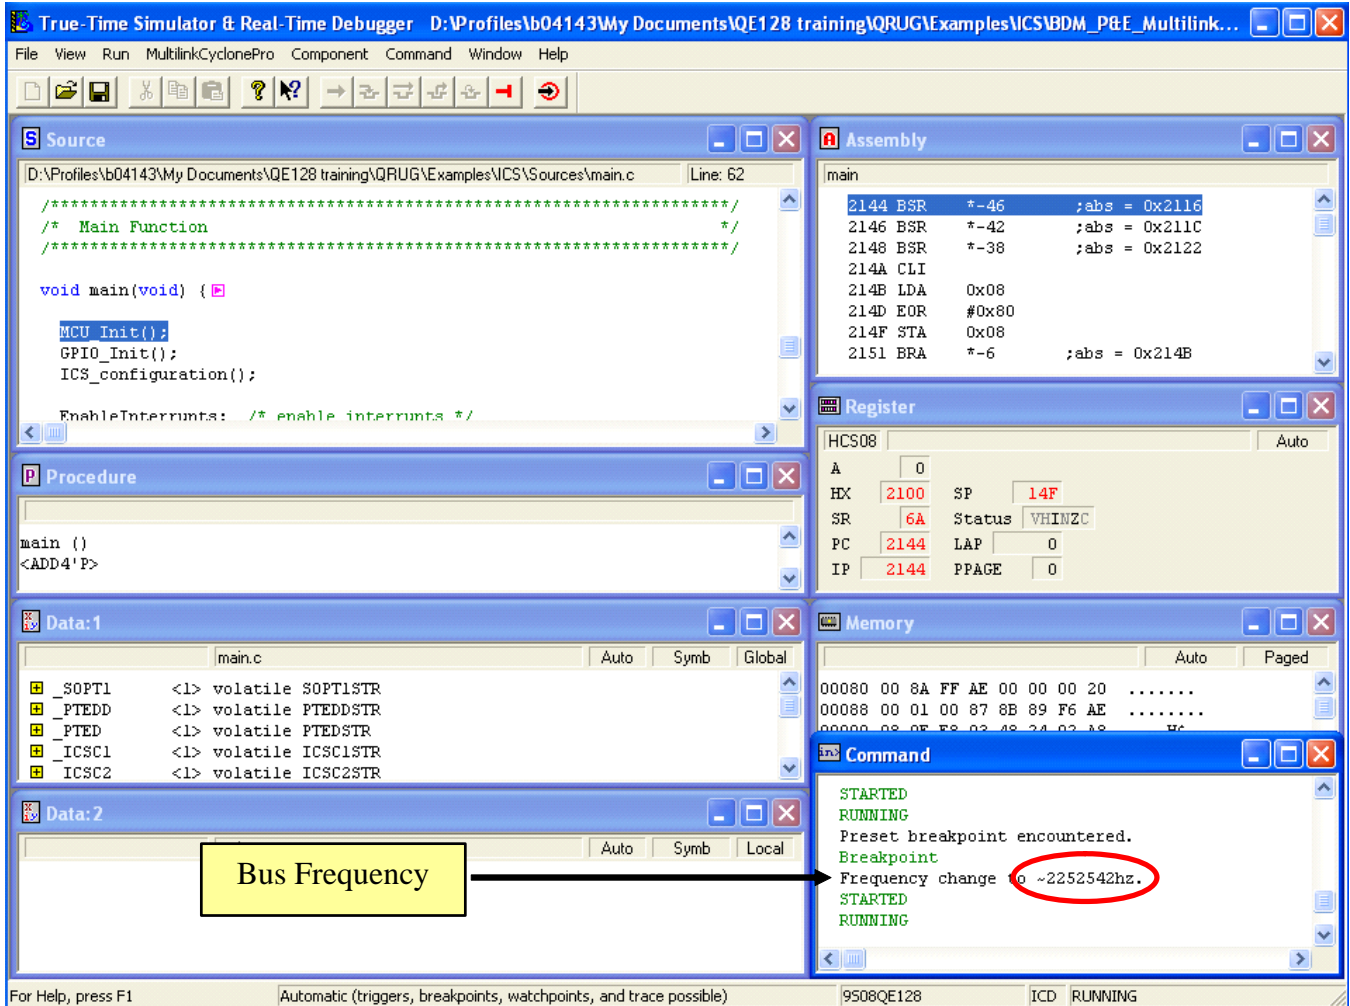 True-Time Simulator & Real-Time Debugger D:\Profiles\b04143\My Documents\QE128 training\QRUG\Examples\ICS\BDM_P&E_Multilink...
File View Run MultilinkCyclonePro Component Command Window Help
Source
D:\Profiles\b04143\My Documents\QE128 training\QRUG\Examples\ICS\Sources\main.c Line: 62
/*********************************************************************/
/* Main Function */
/*********************************************************************/
void main(void) {
MCU_Init();
GPIO_Init();
ICS_configuration();
EnableInterrupts; /* enable interrupts */
Assembly
main
2144 BSR *-46 ;abs = 0x2116
2146 BSR *-42 ;abs = 0x211C
2148 BSR *-38 ;abs = 0x2122
214A CLI
214B LDA 0x08
214D EOR #0x80
214F STA 0x08
2151 BRA *-6 ;abs = 0x214B
Register
HCS08 Auto
A 0
HX 2100 SP 14F
SR 6A Status VHINZC
PC 2144 LAP 0
IP 2144 PPAGE 0
Procedure
main ()
<ADD4'P>
Data:1
main.c Auto Symb Global
_SOPT1 <1> volatile SOPT1STR
_PTEDD <1> volatile PTEDDSTR
_PTED <1> volatile PTEDSTR
_ICSC1 <1> volatile ICSC1STR
ICSC2 <1> volatile ICSC2STR
Memory
Auto Paged
00080 00 8A FF AE 00 00 00 20 .......
00088 00 01 00 87 8B 89 F6 AE ........
Data:2
Auto Symb Local
Bus Frequency
Command
STARTED
RUNNING
Preset breakpoint encountered.
Breakpoint
Frequency change to ~2252542hz.
STARTED
RUNNING
For Help, press F1 Automatic (triggers, breakpoints, watchpoints, and trace possible) 9S08QE128 ICD RUNNING